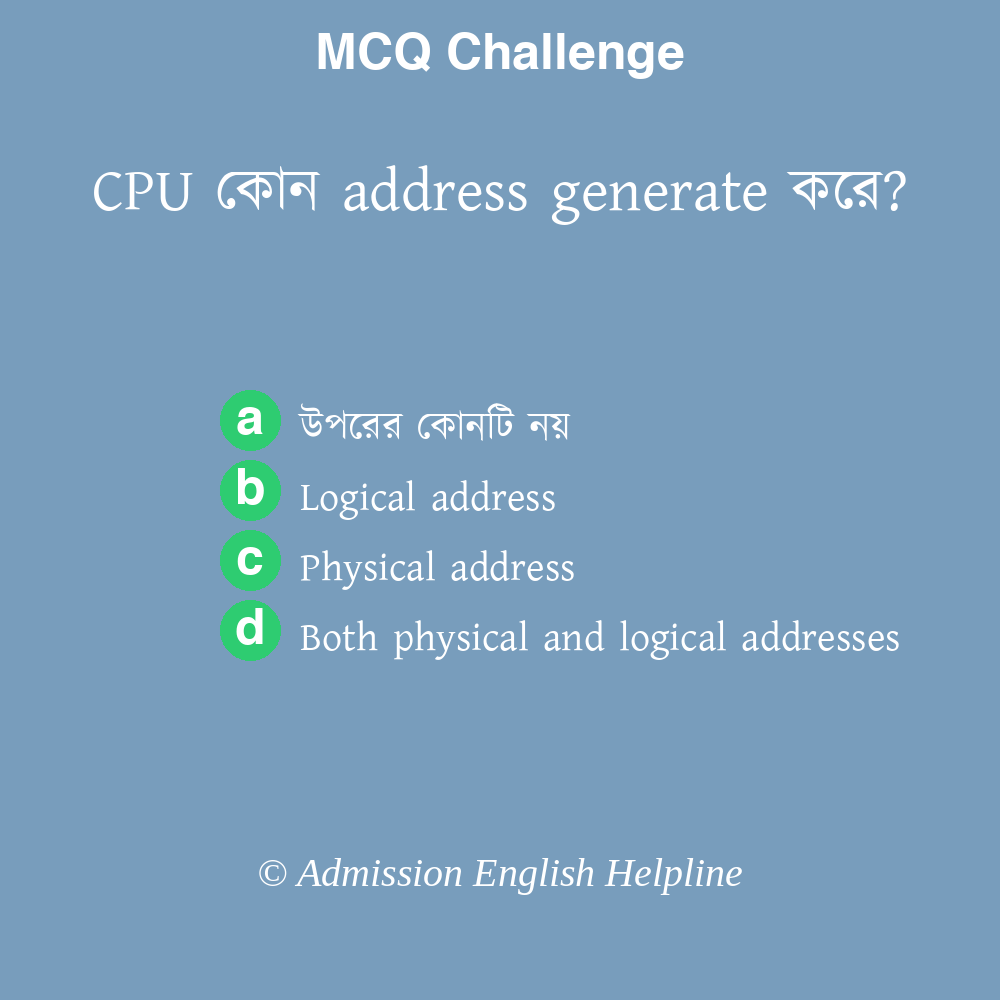 MCQ Challenge
CPU কোন address generate করে?
a উপরের কোনটি নয়
b Logical address
c Physical address
d Both physical and logical addresses
© Admission English Helpline